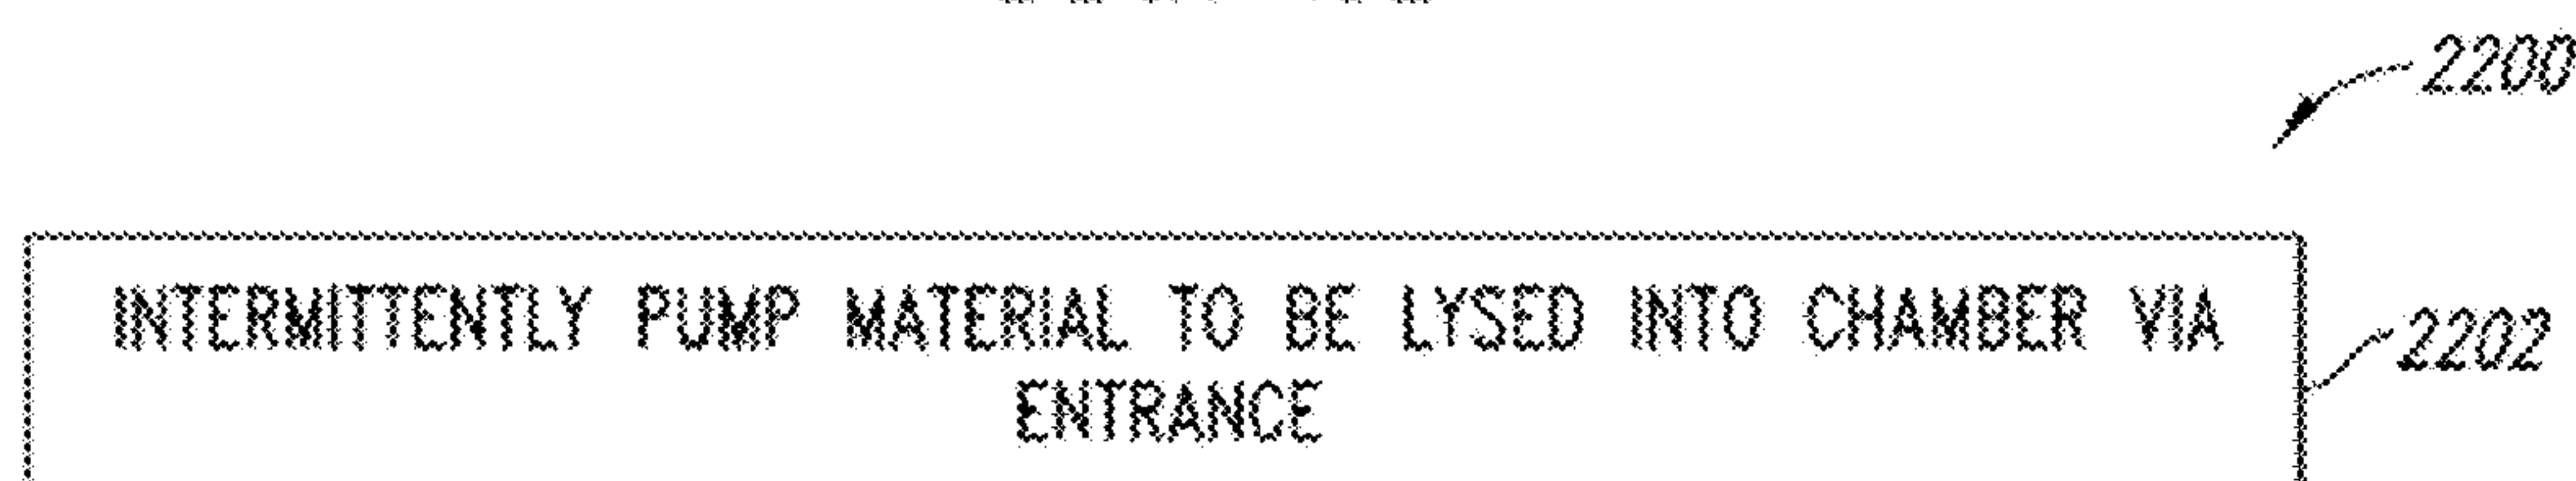 2200
INTERMITTENTLY PUMP MATERIAL TO BE LYSED INTO CHAMBER VIA
ENTRANCE
2202